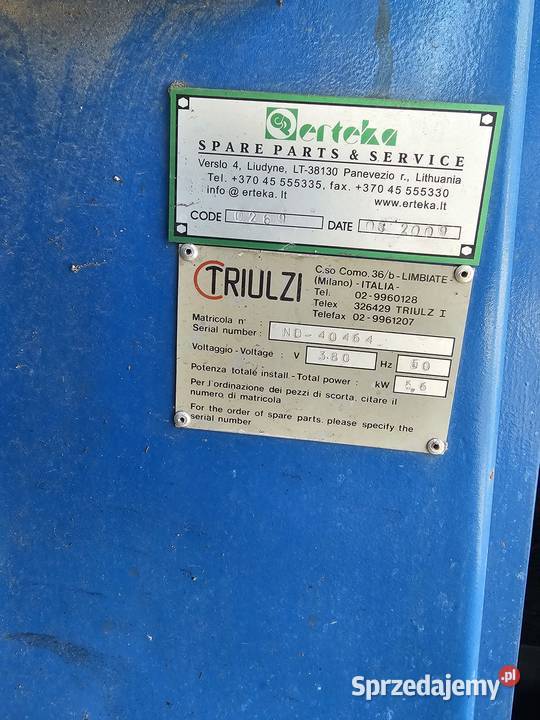 erteka
SPARE PARTS & SERVICE
Verslo 4, Liudyne, LT-38130 Panevezio r., Lithuania
Tel. +370 45 555335, fax. +370 45 555330
info @ erteka.lt www.erteka.lt
CODE 0260 DATE 03 2009
TRIULZI
C.so Como. 36/b - LIMBIATE
(Milano) - ITALIA -
Tel. 02-9960128
Telex 326429 TRIULZ I
Telefax 02-9961207
Matricola n° :
Serial number : ND-40464
Voltaggio - Voltage : V 380 Hz 50
Potenza totale install - Total power : kW 5,6
Per l'ordinazione dei pezzi di scorta, citare il
numero di matricola
For the order of spare parts, please specify the
serial number
Sprzedajemy.pl